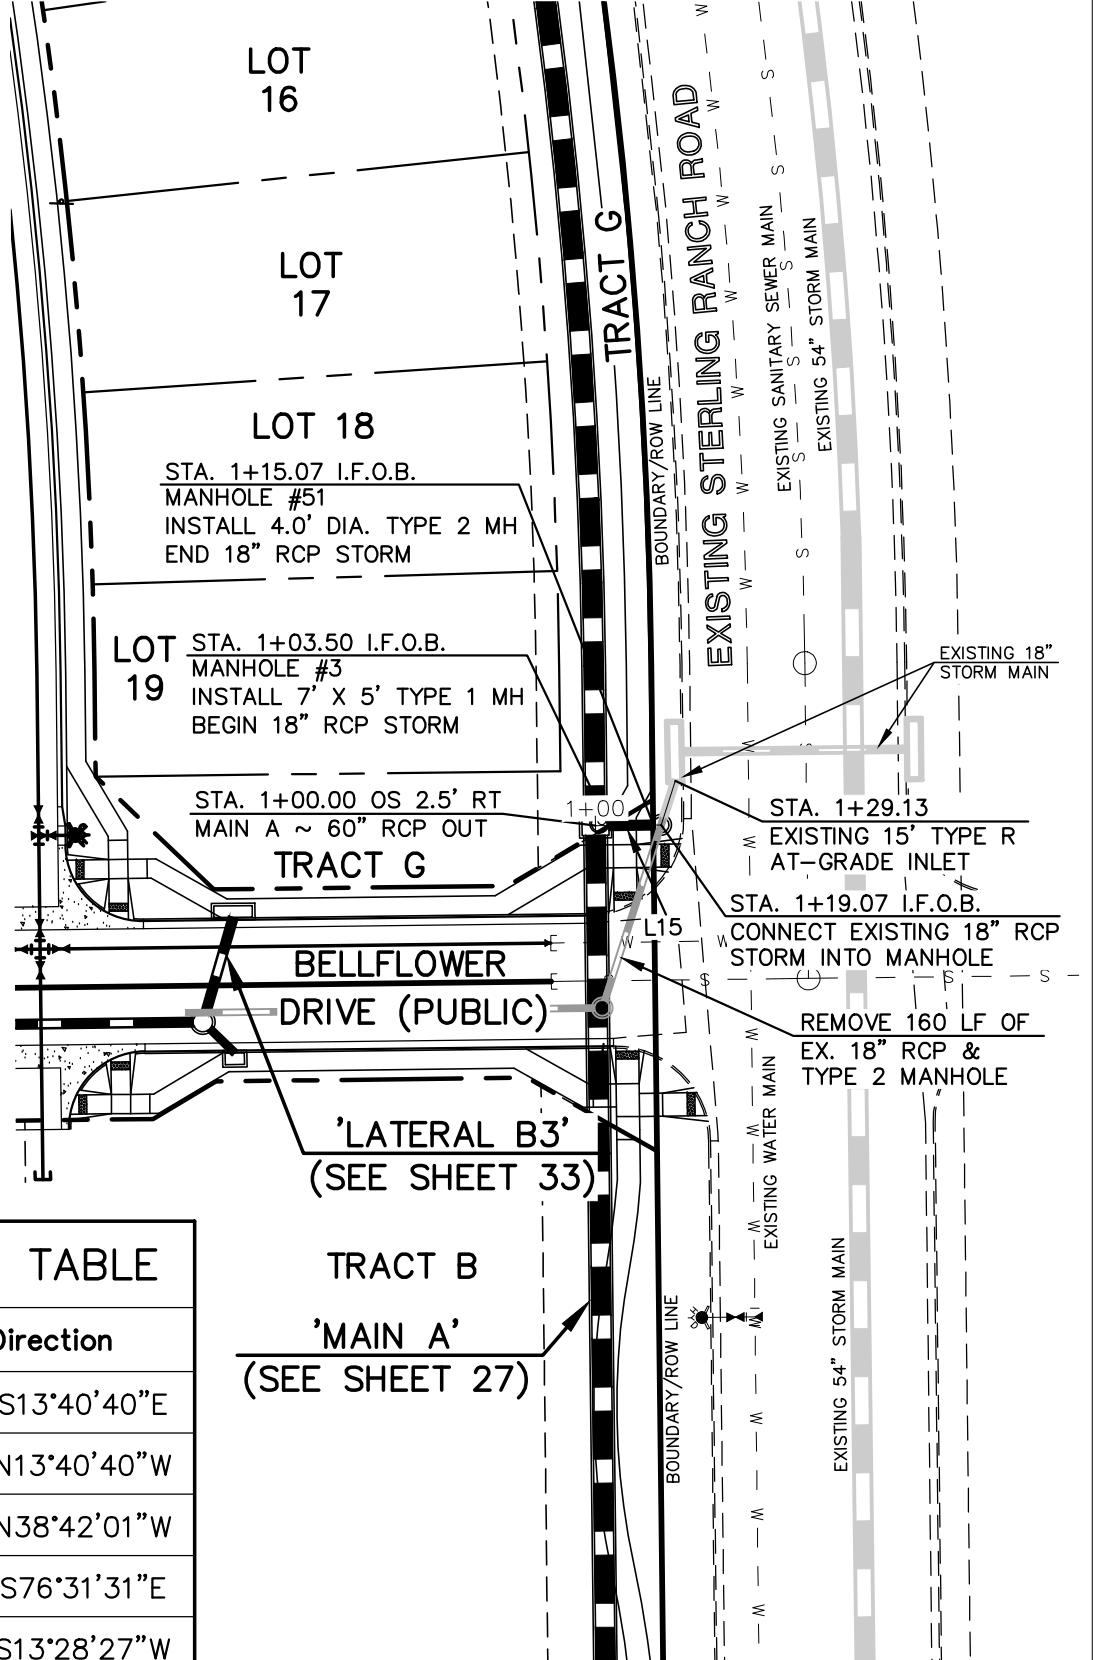 LOT
16
LOT
17
LOT 18
STA. 1+15.07 I.F.O.B.
MANHOLE #51
INSTALL 4.0' DIA. TYPE 2 MH
END 18" RCP STORM
LOT
19
STA. 1+03.50 I.F.O.B.
MANHOLE #3
INSTALL 7' X 5' TYPE 1 MH
BEGIN 18" RCP STORM
STA. 1+00.00 OS 2.5' RT
MAIN A ~ 60" RCP OUT
1+00
TRACT G
TRACT G
BOUNDARY/ROW LINE
EXISTING STERLING RANCH ROAD
EXISTING SANITARY SEWER MAIN
EXISTING 54" STORM MAIN
EXISTING 18"
STORM MAIN
STA. 1+29.13
EXISTING 15' TYPE R
AT-GRADE INLET
STA. 1+19.07 I.F.O.B.
CONNECT EXISTING 18" RCP
STORM INTO MANHOLE
L15
REMOVE 160 LF OF
EX. 18" RCP &
TYPE 2 MANHOLE
BELLFLOWER
DRIVE (PUBLIC)
'LATERAL B3'
(SEE SHEET 33)
EXISTING WATER MAIN
TRACT B
'MAIN A'
(SEE SHEET 27)
BOUNDARY/ROW LINE
EXISTING 54" STORM MAIN
TABLE
Direction
S13°40'40"E
N13°40'40"W
N38°42'01"W
S76°31'31"E
S13°28'27"W